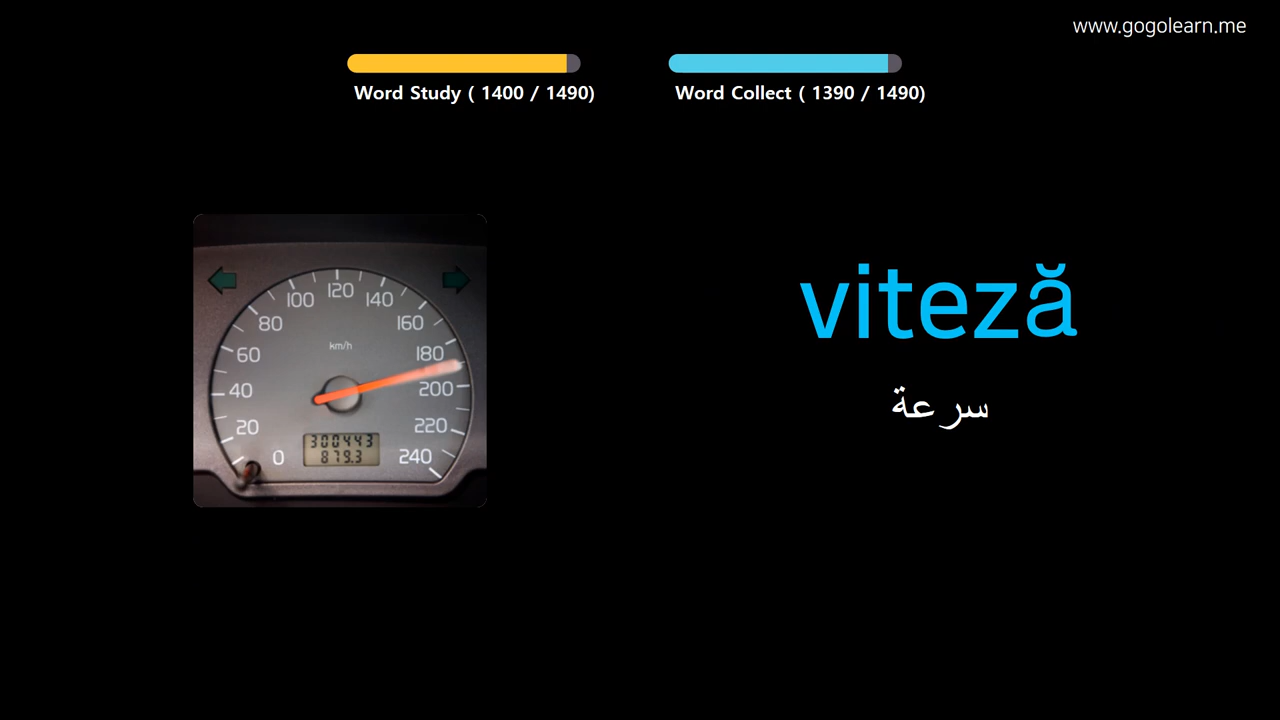 www.gogolearn.me
Word Study ( 1400 / 1490)
Word Collect ( 1390 / 1490)
viteză
سرعة
0
20
40
60
80
100
120
140
160
180
200
220
240
km/h
300443
879.3